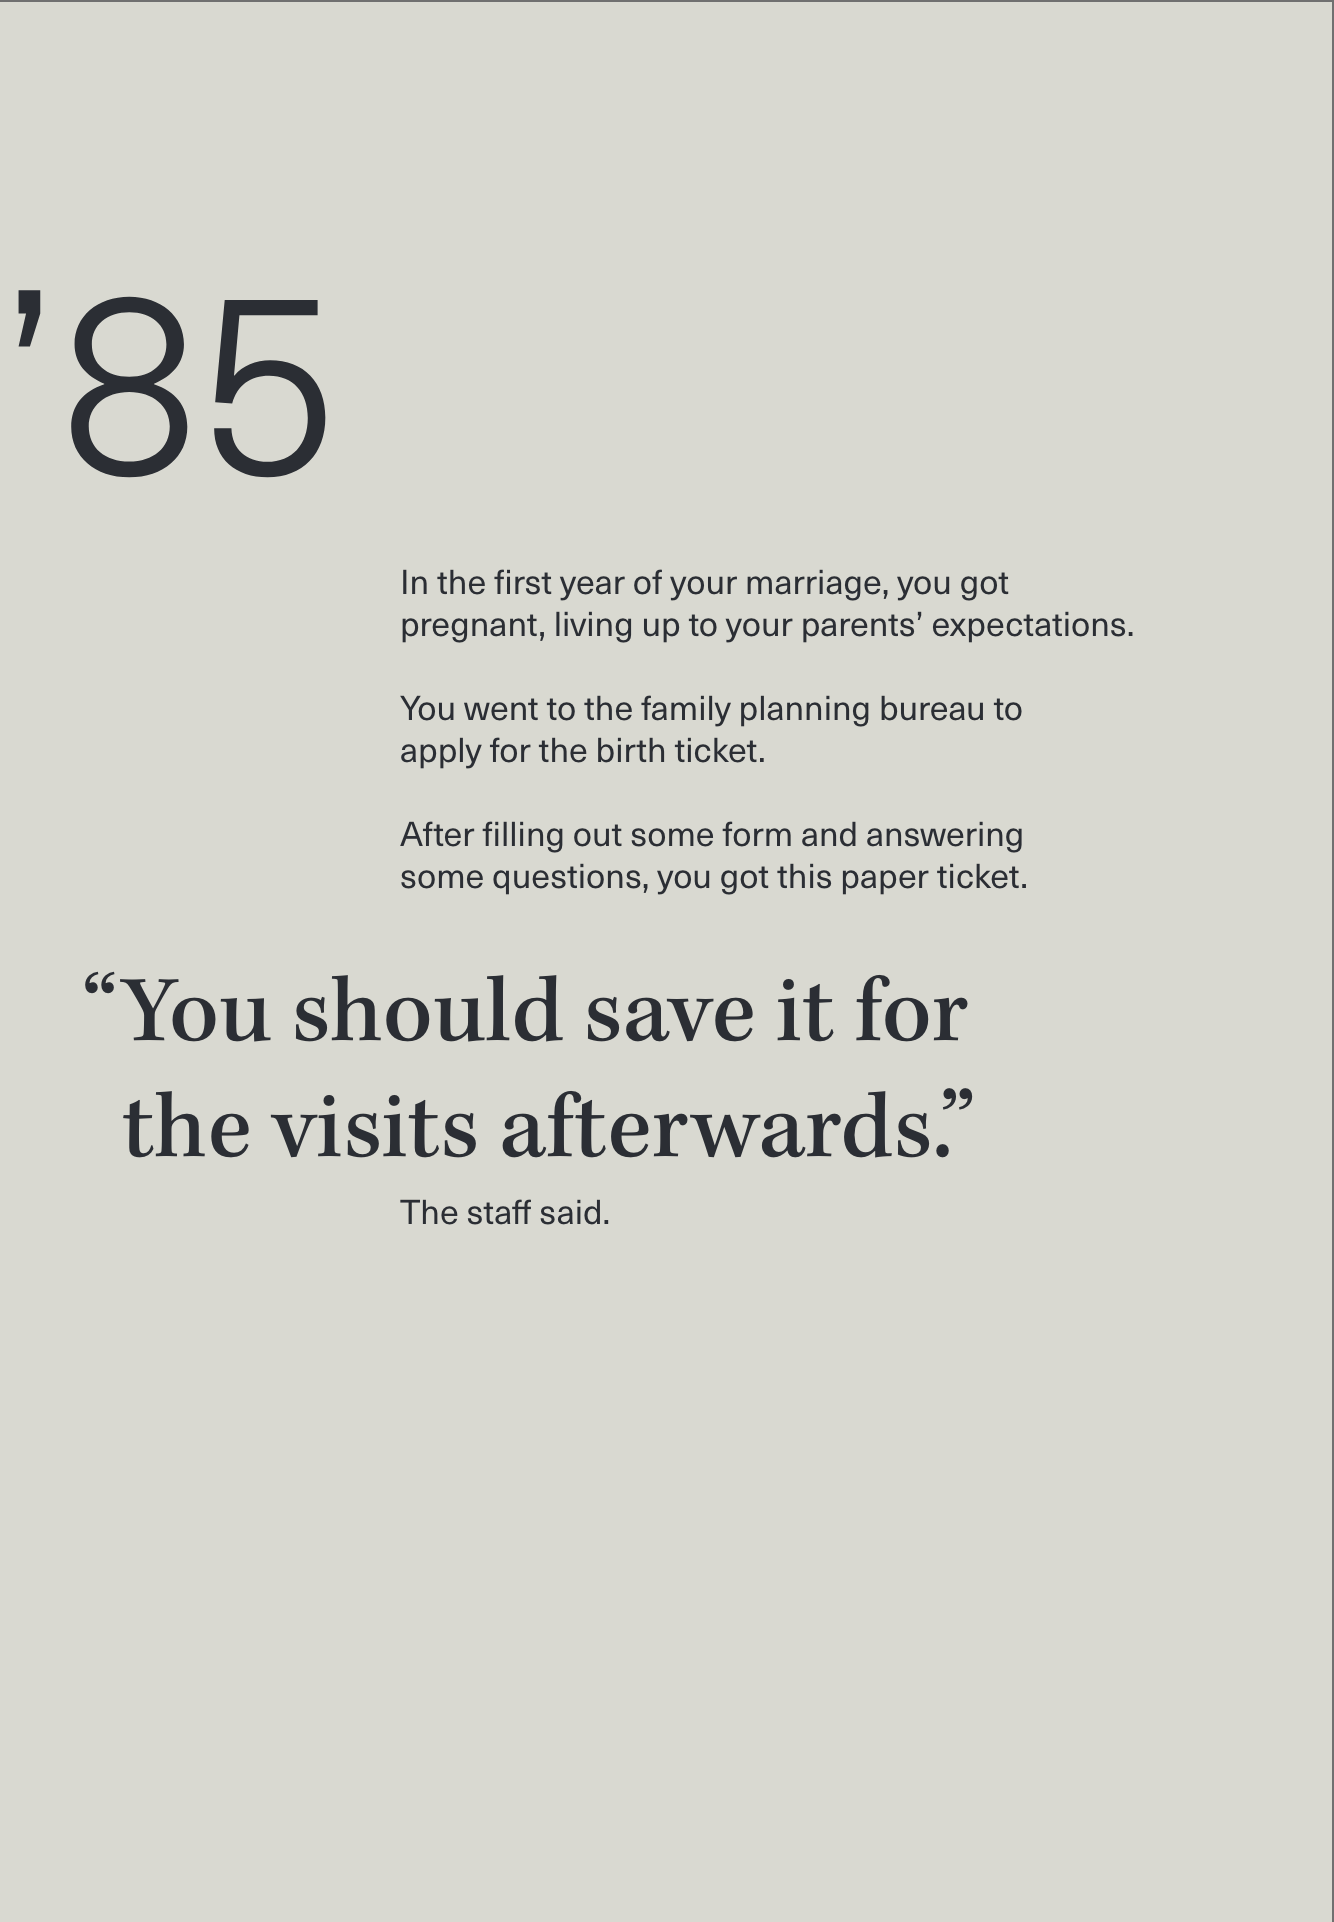 ’85
In the first year of your marriage, you got
pregnant, living up to your parents’ expectations.
You went to the family planning bureau to
apply for the birth ticket.
After filling out some form and answering
some questions, you got this paper ticket.
“You should save it for
the visits afterwards.”
The staff said.